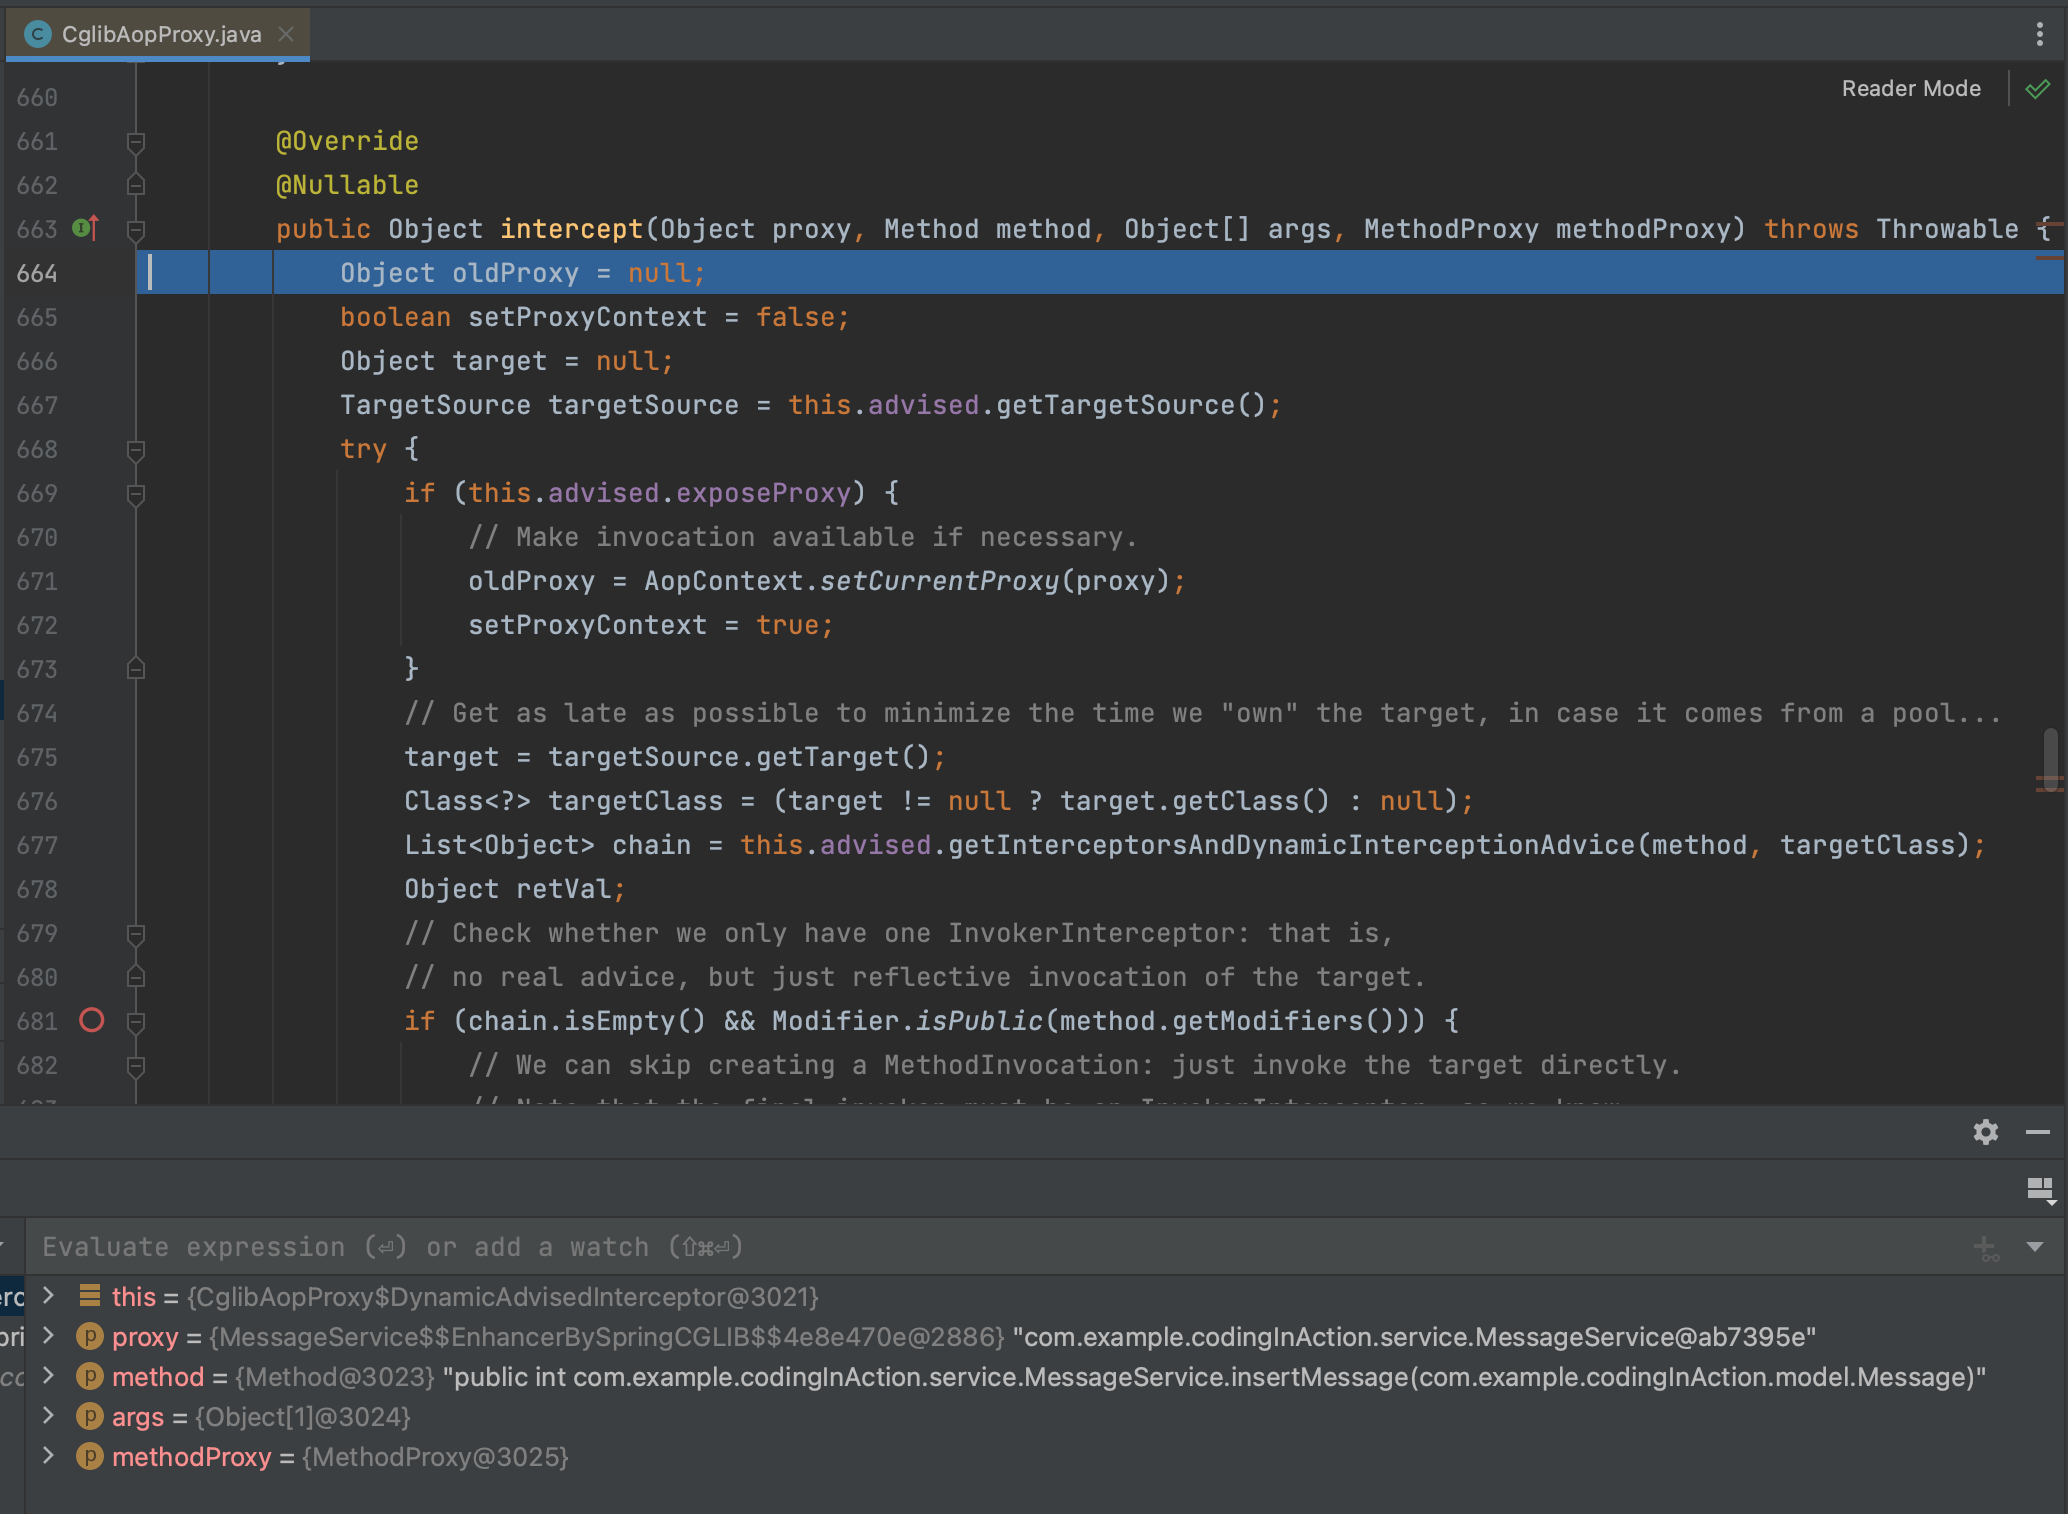 CglibAopProxy.java
Reader Mode
660
661 @Override
662 @Nullable
663 public Object intercept(Object proxy, Method method, Object[] args, MethodProxy methodProxy) throws Throwable {
664 Object oldProxy = null;
665 boolean setProxyContext = false;
666 Object target = null;
667 TargetSource targetSource = this.advised.getTargetSource();
668 try {
669 if (this.advised.exposeProxy) {
670 // Make invocation available if necessary.
671 oldProxy = AopContext.setCurrentProxy(proxy);
672 setProxyContext = true;
673 }
674 // Get as late as possible to minimize the time we "own" the target, in case it comes from a pool...
675 target = targetSource.getTarget();
676 Class<?> targetClass = (target != null ? target.getClass() : null);
677 List<Object> chain = this.advised.getInterceptorsAndDynamicInterceptionAdvice(method, targetClass);
678 Object retVal;
679 // Check whether we only have one InvokerInterceptor: that is,
680 // no real advice, but just reflective invocation of the target.
681 if (chain.isEmpty() && Modifier.isPublic(method.getModifiers())) {
682 // We can skip creating a MethodInvocation: just invoke the target directly.
Evaluate expression (⏎) or add a watch (⇧⌘⏎)
this = {CglibAopProxy$DynamicAdvisedInterceptor@3021}
proxy = {MessageService$$EnhancerBySpringCGLIB$$4e8e470e@2886} "com.example.codingInAction.service.MessageService@ab7395e"
method = {Method@3023} "public int com.example.codingInAction.service.MessageService.insertMessage(com.example.codingInAction.model.Message)"
args = {Object[1]@3024}
methodProxy = {MethodProxy@3025}